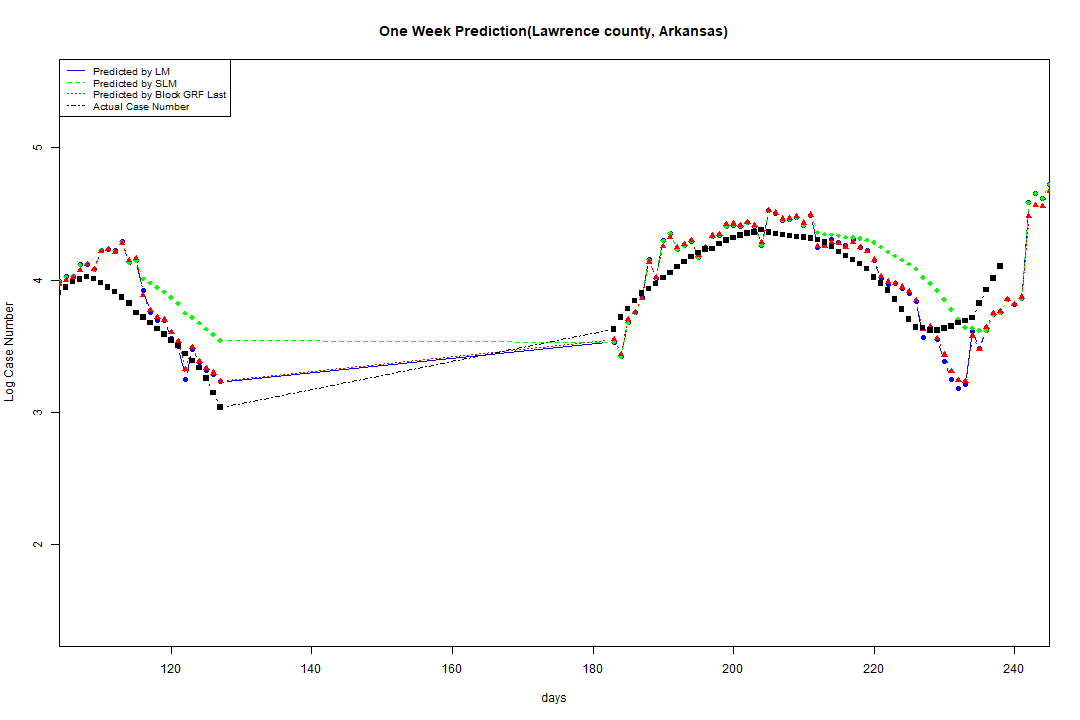 One Week Prediction(Lawrence county, Arkansas)
Predicted by LM
Predicted by SLM
Predicted by Block GRF Last
Actual Case Number
5
4
3
2
Log Case Number
120 140 160 180 200 220 240
days